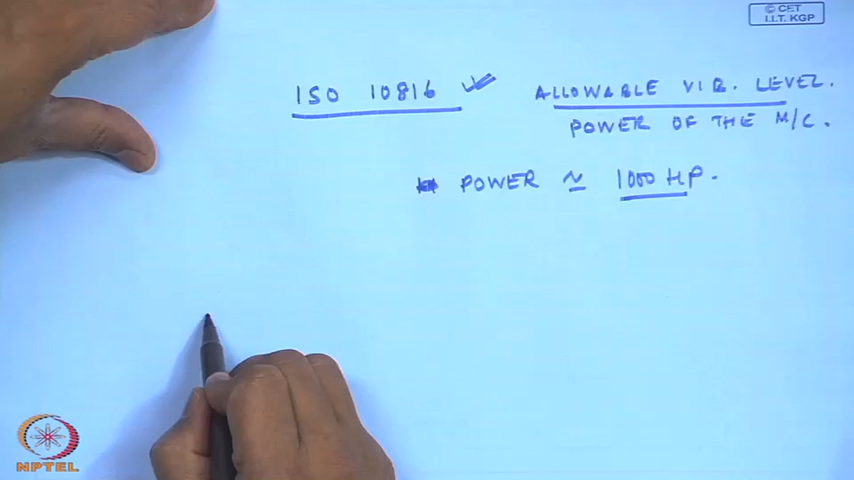 © CET
I.I.T. KGP
ISO 10816 ALLOWABLE VIB. LEVEL.
POWER OF THE M/C.
POWER ≃ 1000 HP.
NPTEL